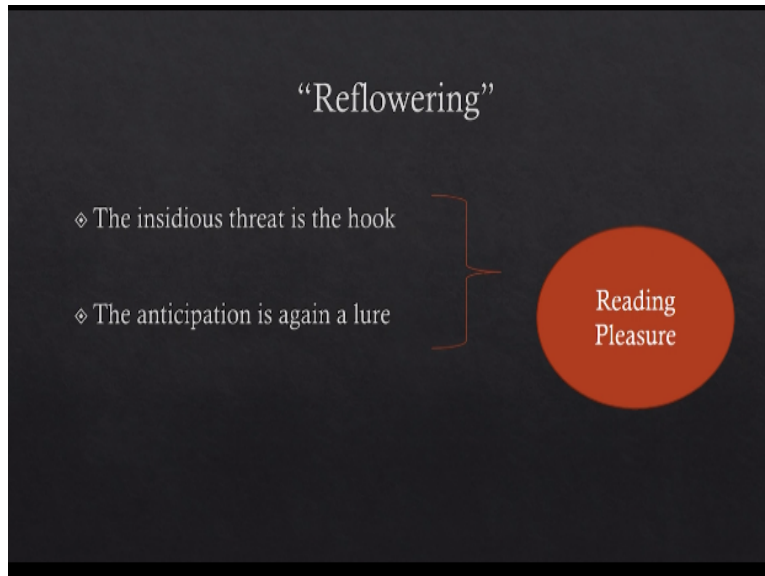 “Reflowering”
The insidious threat is the hook
The anticipation is again a lure
Reading
Pleasure